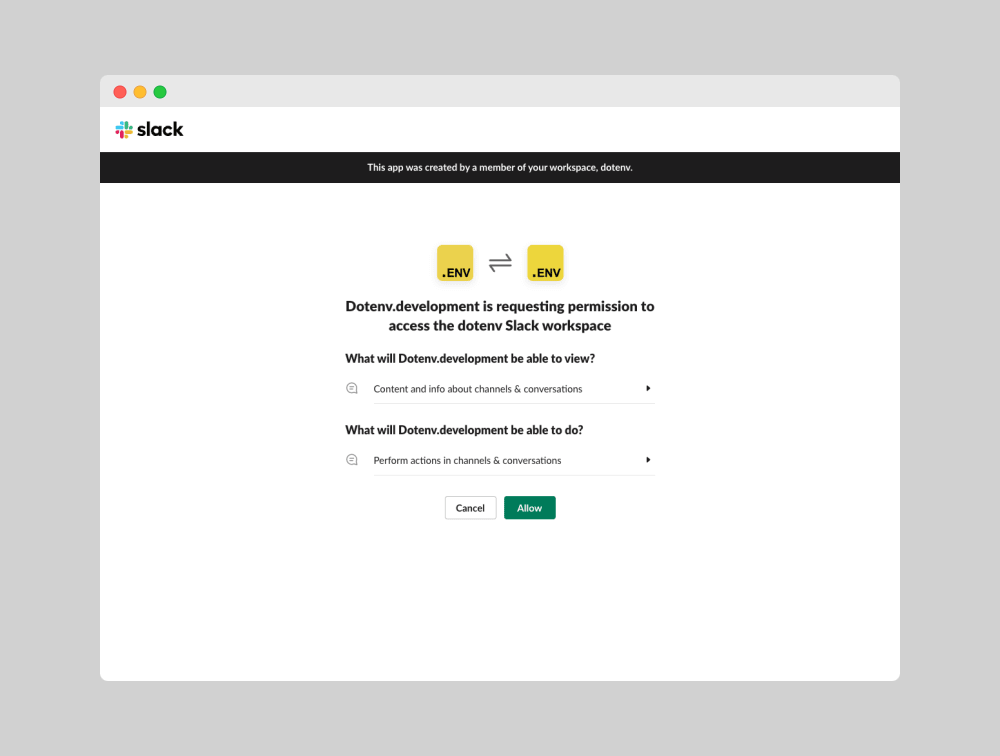 slack
This app was created by a member of your workspace, dotenv.
.ENV
.ENV
Dotenv.development is requesting permission to
access the dotenv Slack workspace
What will Dotenv.development be able to view?
Content and info about channels & conversations
What will Dotenv.development be able to do?
Perform actions in channels & conversations
Cancel
Allow